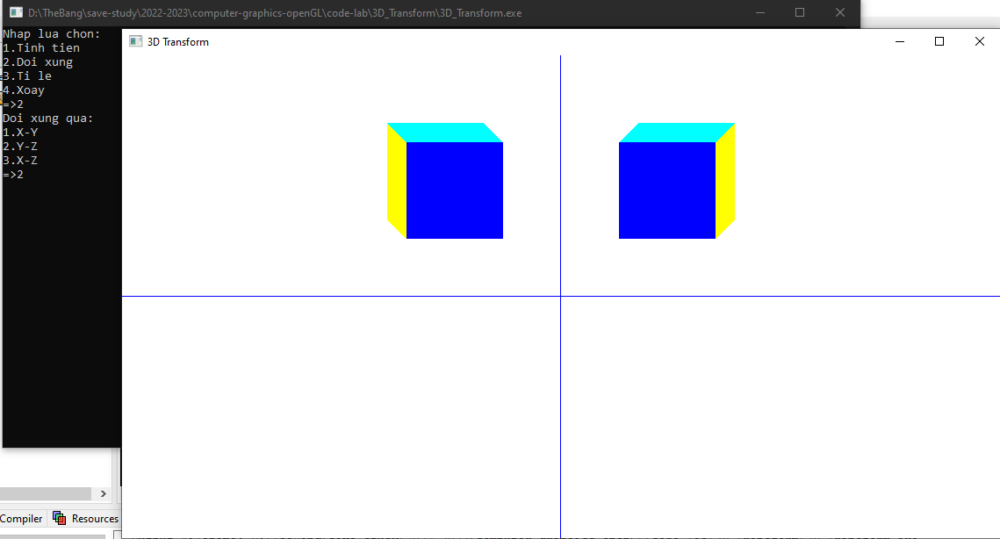 D:\TheBang\save-study\2022-2023\computer-graphics-openGL\code-lab\3D_Transform\3D_Transform.exe
Nhap lua chon:
1.Tinh tien
2.Doi xung
3.Ti le
4.Xoay
=>2
Doi xung qua:
1.X-Y
2.Y-Z
3.X-Z
=>2
3D Transform
Compiler
Resources